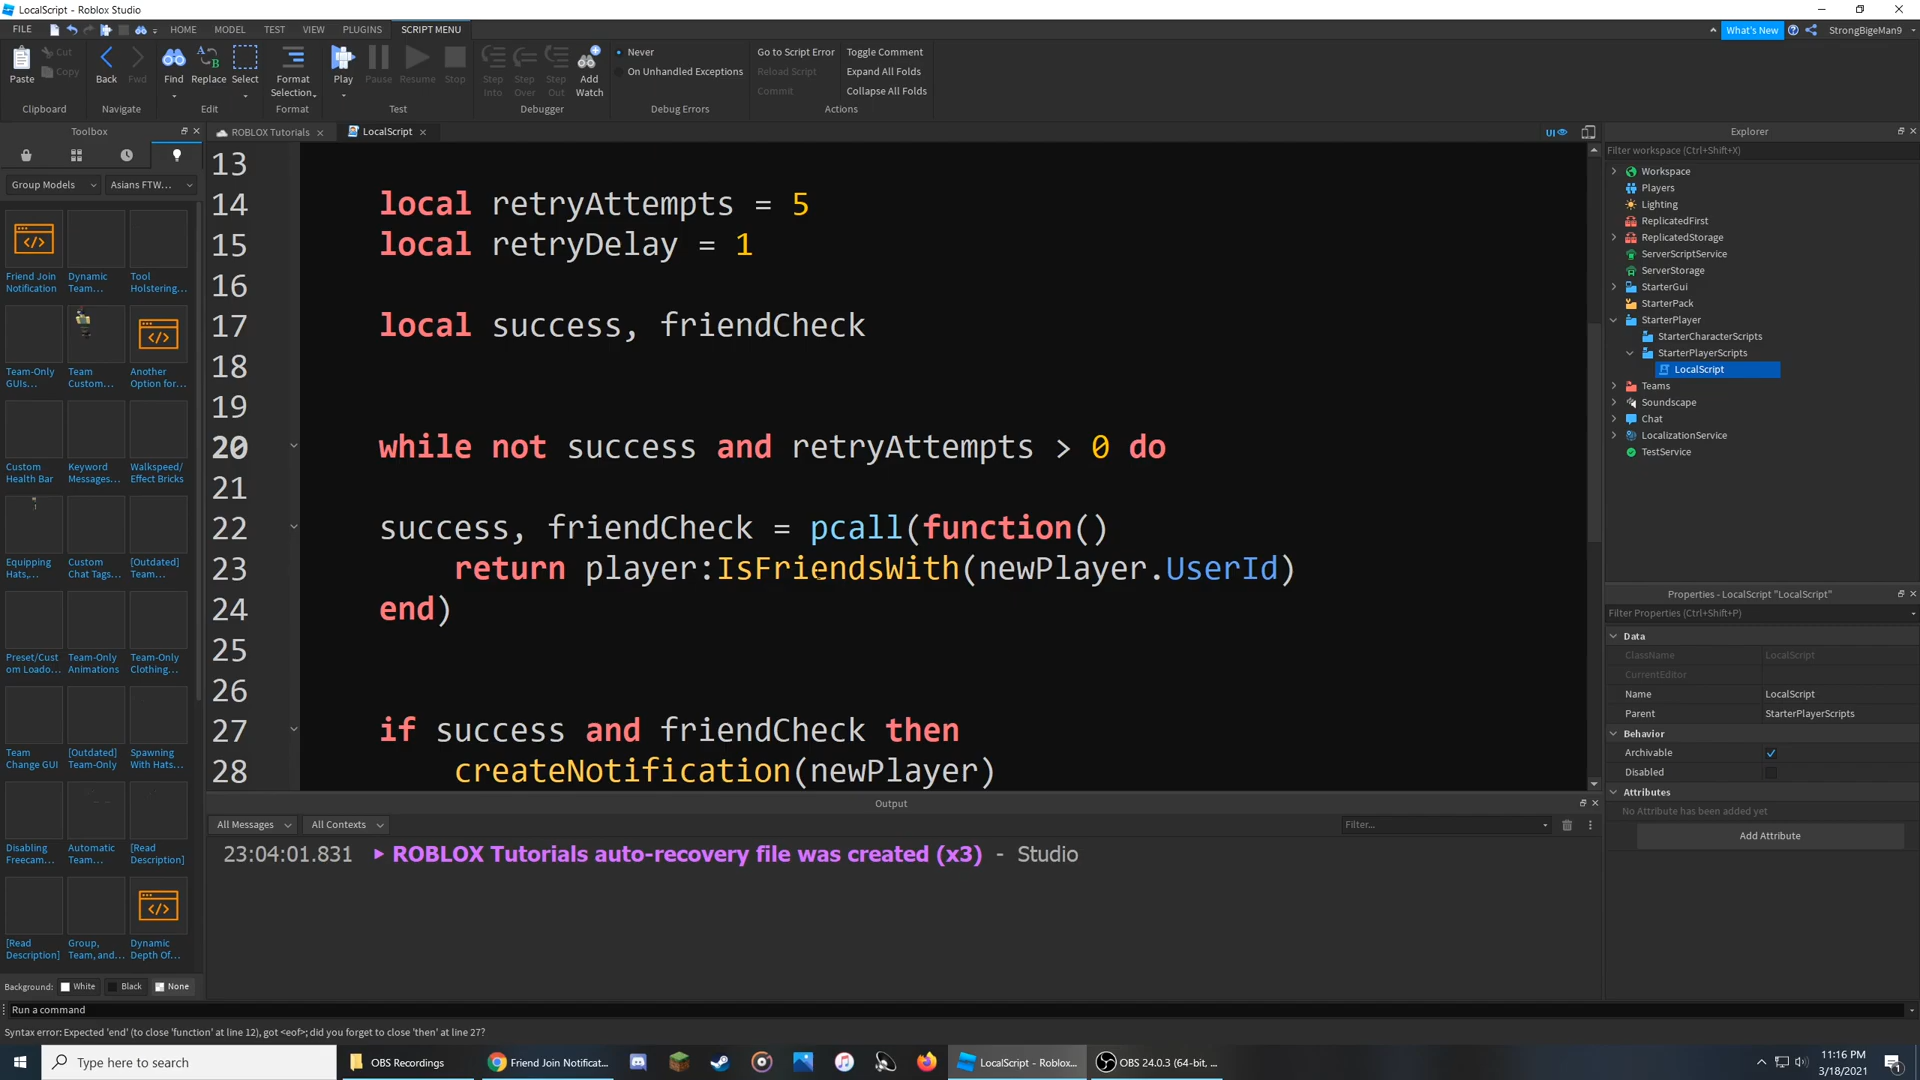 LocalScript - Roblox Studio
FILE HOME MODEL TEST VIEW PLUGINS SCRIPT MENU What's New StrongBigeMan9
Paste Cut Copy
Clipboard
Back Fwd
Navigate
Find Replace Select
Edit
Format Selection
Format
Play Pause Resume Stop
Test
Step Into Step Over Step Out Add Watch
Debugger
Never
On Unhandled Exceptions
Debug Errors
Go to Script Error
Reload Script
Commit
Toggle Comment
Expand All Folds
Collapse All Folds
Actions
Toolbox
Group Models Asians FTW...
Friend Join Notification
Dynamic Team...
Tool Holstering...
Team-Only GUIs...
Team Custom...
Another Option for...
Custom Health Bar
Keyword Messages...
Walkspeed/ Effect Bricks
Equipping Hats,...
Custom Chat Tags...
[Outdated] Team...
Preset/Cust om Loado...
Team-Only Animations
Team-Only Clothing...
Team Change GUI
[Outdated] Team-Only
Spawning With Hats...
Disabling Freecam...
Automatic Team...
[Read Description]
[Read Description]
Group, Team, and...
Dynamic Depth Of...
Background: White Black None
ROBLOX Tutorials LocalScript UI
13
14 local retryAttempts = 5
15 local retryDelay = 1
16
17 local success, friendCheck
18
19
20 while not success and retryAttempts > 0 do
21
22 success, friendCheck = pcall(function()
23 return player:IsFriendsWith(newPlayer.UserId)
24 end)
25
26
27 if success and friendCheck then
28 createNotification(newPlayer)
Output
All Messages All Contexts Filter...
23:04:01.831 ROBLOX Tutorials auto-recovery file was created (x3) - Studio
Explorer
Filter workspace (Ctrl+Shift+X)
Workspace
Players
Lighting
ReplicatedFirst
ReplicatedStorage
ServerScriptService
ServerStorage
StarterGui
StarterPack
StarterPlayer
StarterCharacterScripts
StarterPlayerScripts
LocalScript
Teams
Soundscape
Chat
LocalizationService
TestService
Properties - LocalScript "LocalScript"
Filter Properties (Ctrl+Shift+P)
Data
ClassName LocalScript
CurrentEditor
Name LocalScript
Parent StarterPlayerScripts
Behavior
Archivable
Disabled
Attributes
No Attribute has been added yet
Add Attribute
Run a command
Syntax error: Expected 'end' (to close 'function' at line 12), got <eof>; did you forget to close 'then' at line 27?
Type here to search
OBS Recordings
Friend Join Notificat...
LocalScript - Roblox...
OBS 24.0.3 (64-bit, ...
11:16 PM
3/18/2021
1